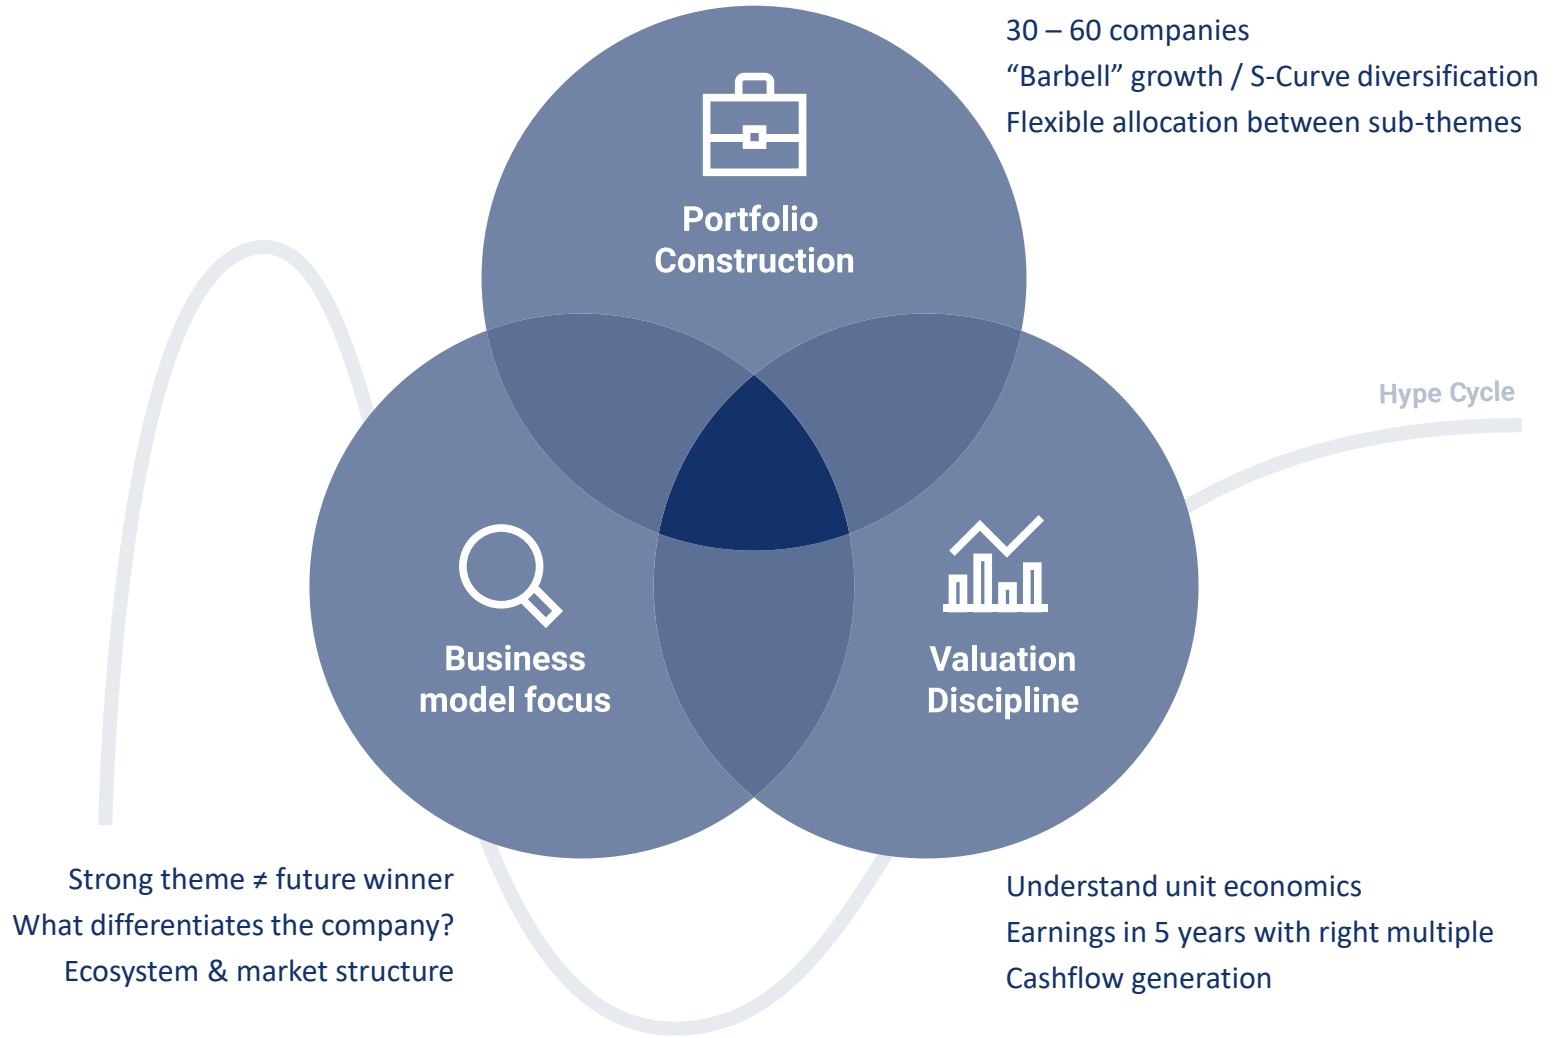 30 – 60 companies
“Barbell” growth / S-Curve diversification
Flexible allocation between sub-themes
Portfolio
Construction
Hype Cycle
Business
model focus
Valuation
Discipline
Strong theme ≠ future winner
What differentiates the company?
Ecosystem & market structure
Understand unit economics
Earnings in 5 years with right multiple
Cashflow generation